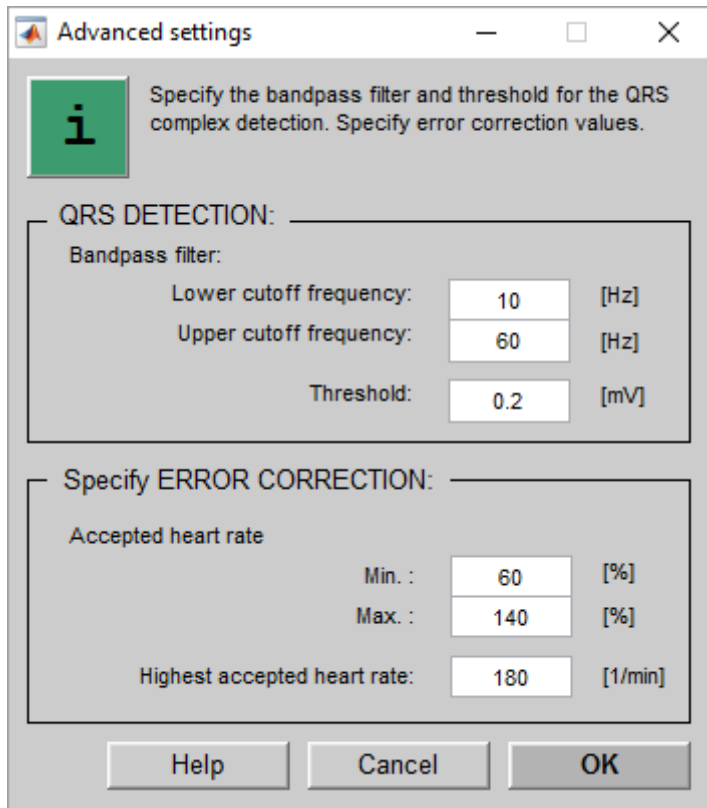 Advanced settings
i
Specify the bandpass filter and threshold for the QRS
complex detection. Specify error correction values.
QRS DETECTION:
Bandpass filter:
Lower cutoff frequency: 10 [Hz]
Upper cutoff frequency: 60 [Hz]
Threshold: 0.2 [mV]
Specify ERROR CORRECTION:
Accepted heart rate
Min. : 60 [%]
Max. : 140 [%]
Highest accepted heart rate: 180 [1/min]
Help Cancel OK